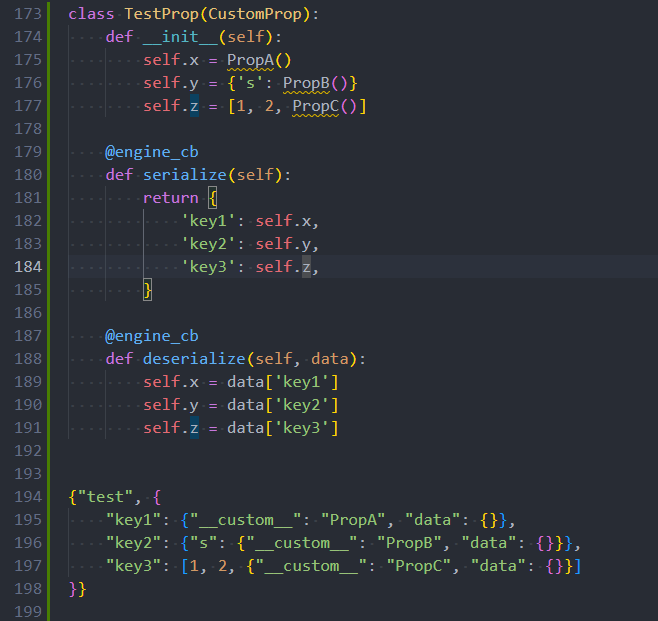 173 class TestProp(CustomProp):
174     def __init__(self):
175         self.x = PropA()
176         self.y = {'s': PropB()}
177         self.z = [1, 2, PropC()]
178
179     @engine_cb
180     def serialize(self):
181         return {
182             'key1': self.x,
183             'key2': self.y,
184             'key3': self.z,
185         }
186
187     @engine_cb
188     def deserialize(self, data):
189         self.x = data['key1']
190         self.y = data['key2']
191         self.z = data['key3']
192
193
194 {"test", {
195     "key1": {"__custom__": "PropA", "data": {}},
196     "key2": {"s": {"__custom__": "PropB", "data": {}}},
197     "key3": [1, 2, {"__custom__": "PropC", "data": {}}]
198 }}
199